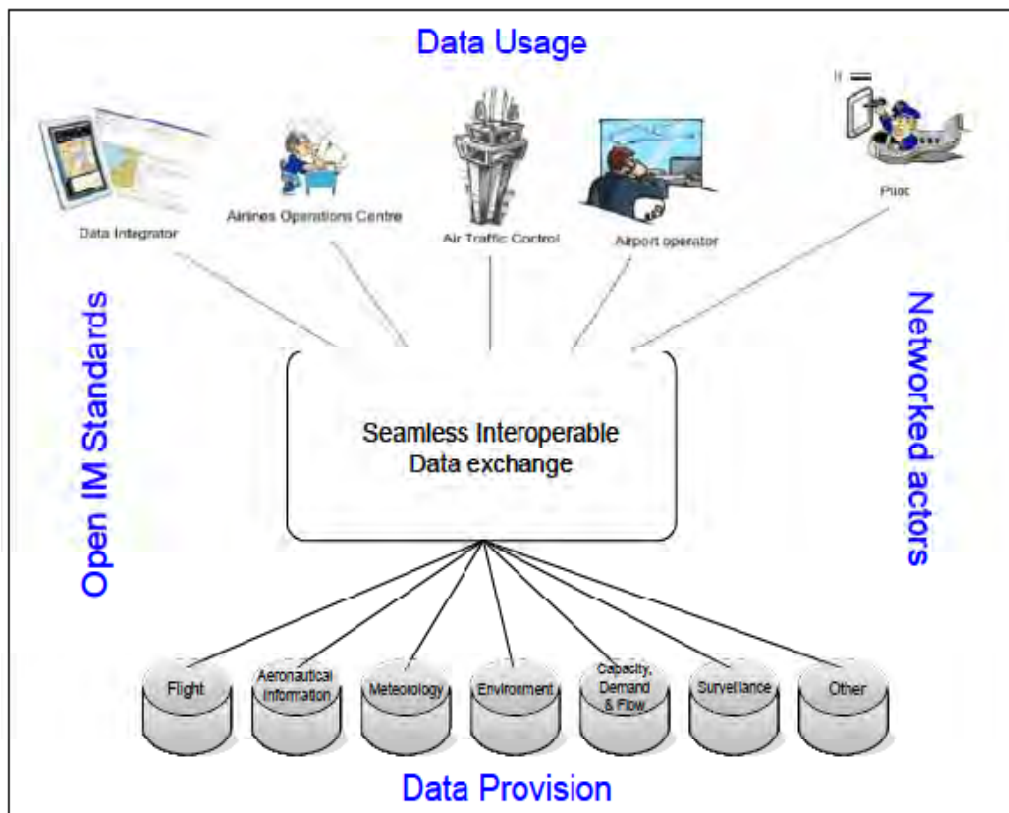 Data Usage
Data Integrator
Airlines Operations Centre
Air Traffic Control
Airport operator
Pilot
Open IM Standards
Networked actors
Seamless Interoperable
Data exchange
Flight
Aeronautical
Information
Meteorology
Environment
Capacity,
Demand
& Flow
Surveillance
Other
Data Provision